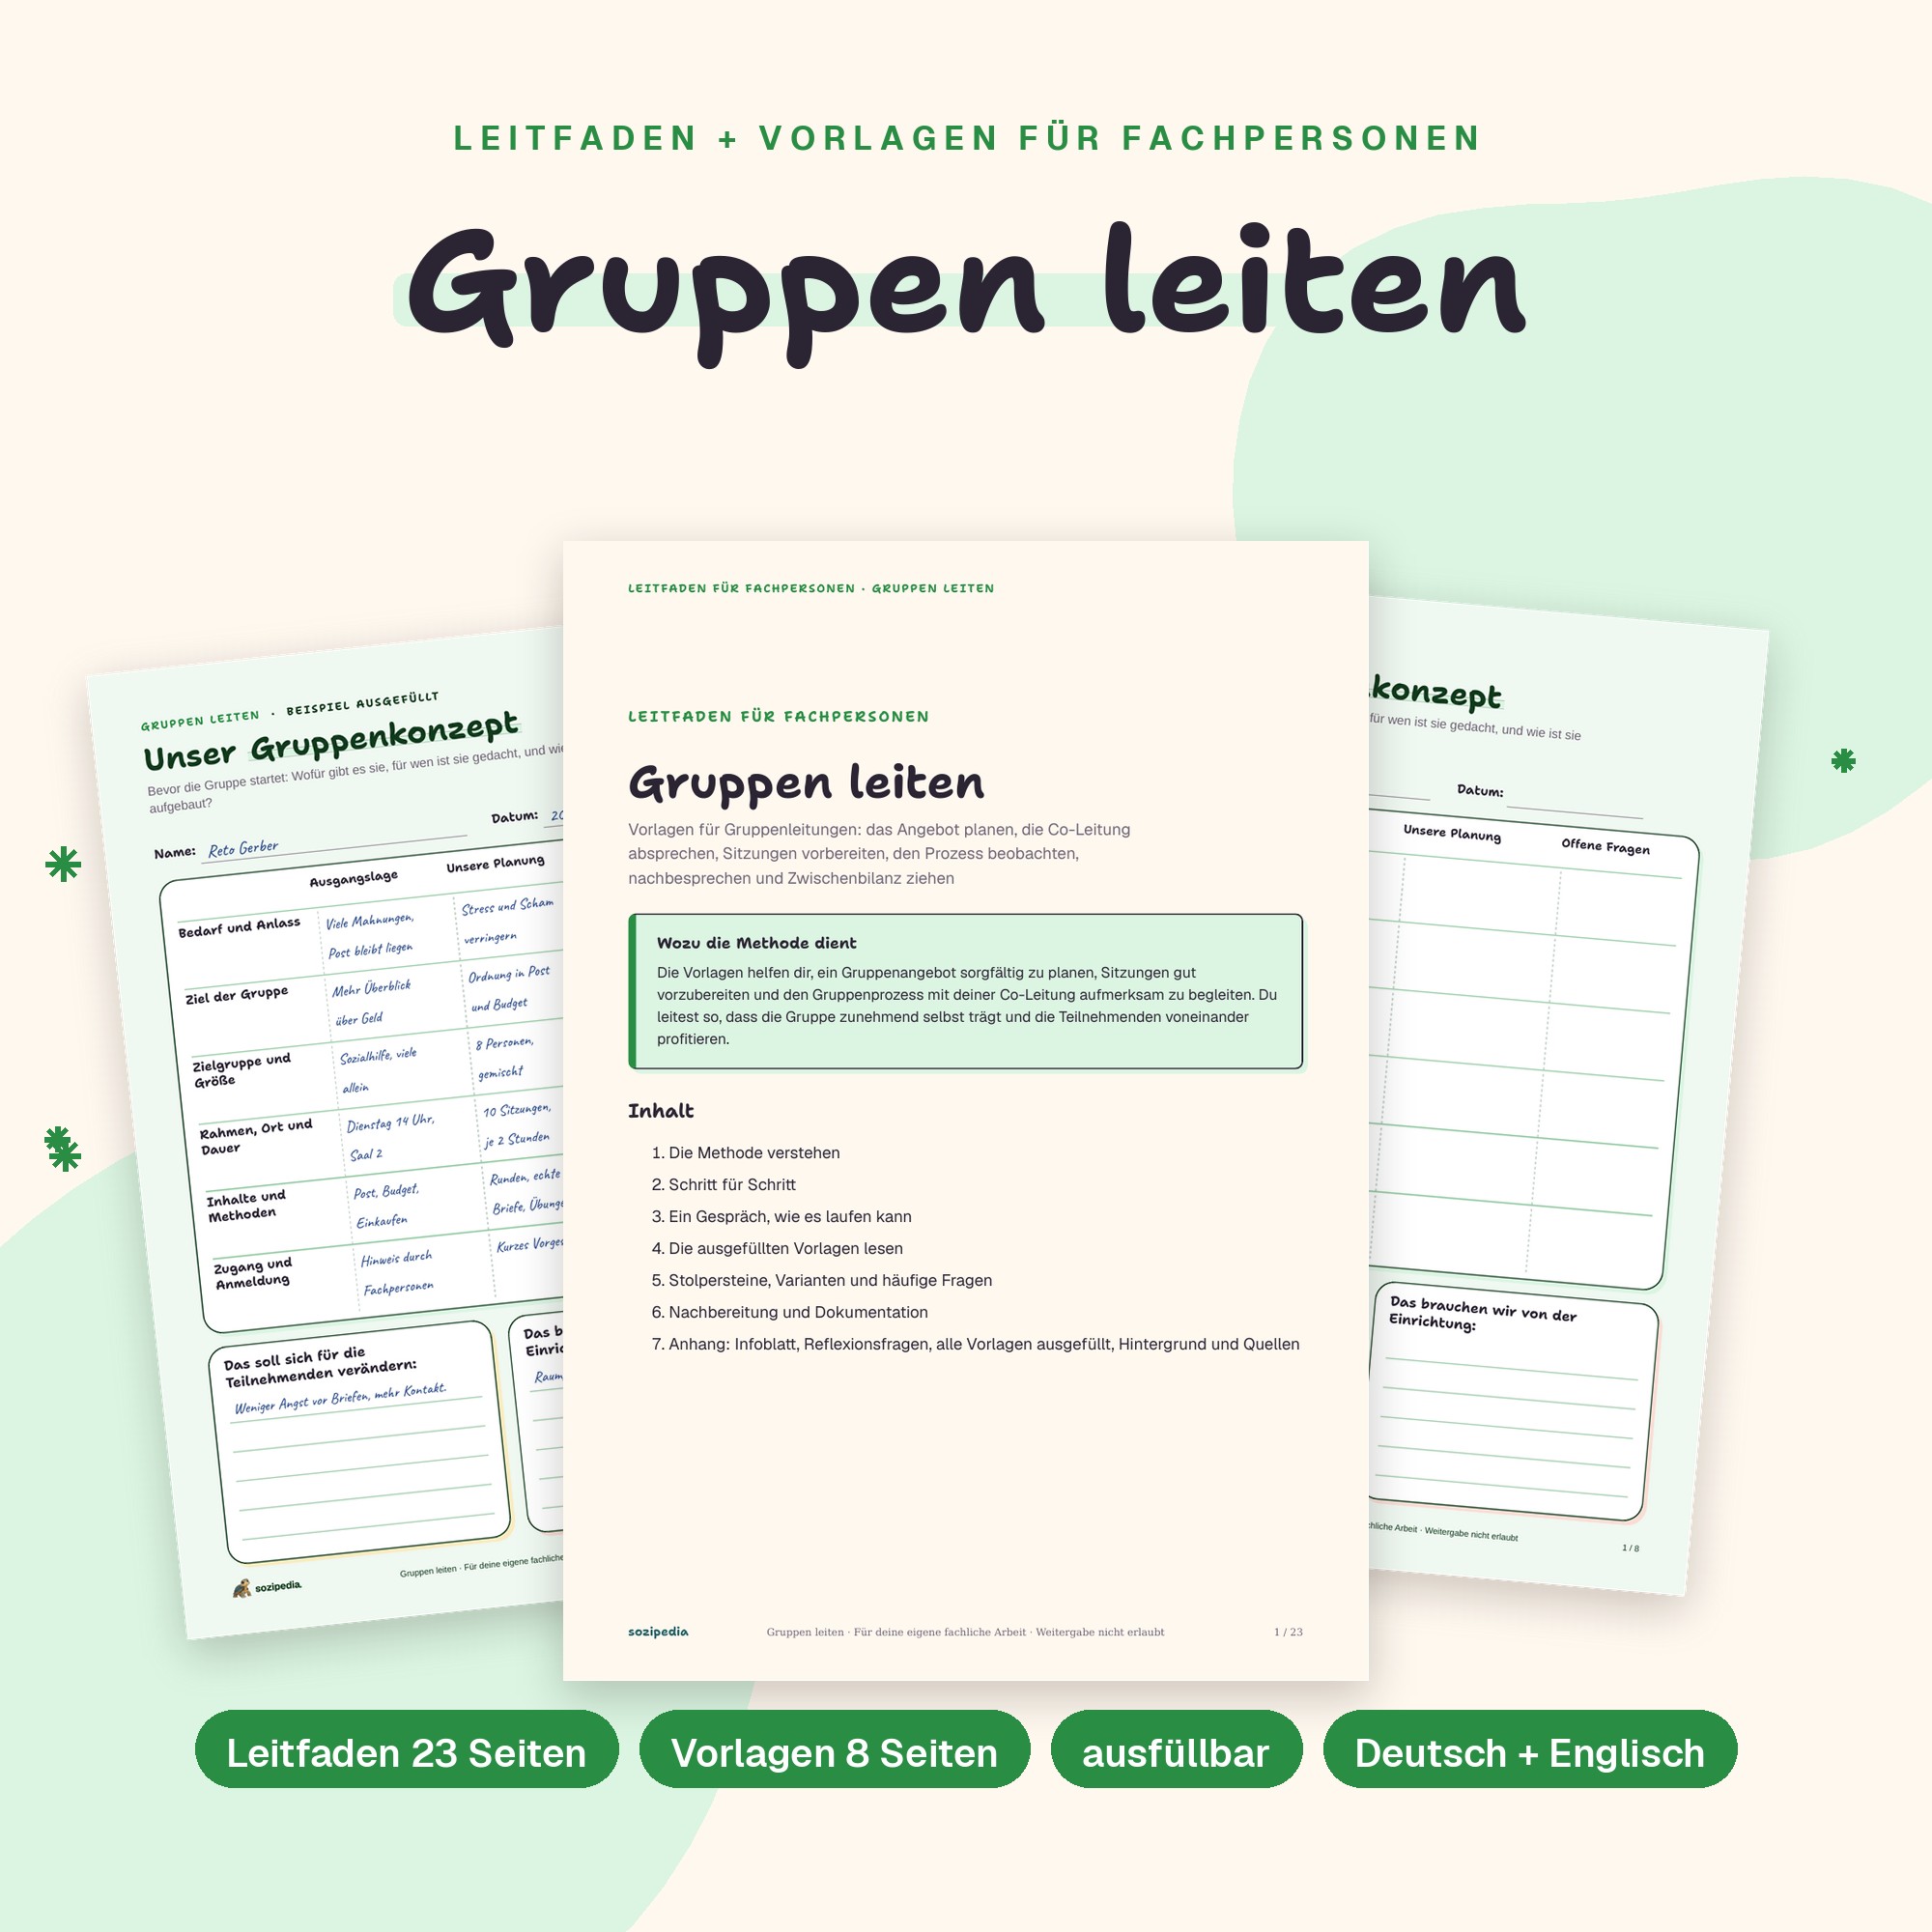 LEITFADEN + VORLAGEN FÜR FACHPERSONEN
Gruppen leiten
GRUPPEN LEITEN · BEISPIEL AUSGEFÜLLT
Unser Gruppenkonzept
Bevor die Gruppe startet: Wofür gibt es sie, für wen ist sie gedacht, und wie
aufgebaut?
Name: Reto Gerber Datum: 20
Ausgangslage Unsere Planung
Bedarf und Anlass
Viele Mahnungen,
Post bleibt liegen
Stress und Scham
verringern
Ziel der Gruppe
Mehr Überblick
über Geld
Ordnung in Post
und Budget
Zielgruppe und
Größe
Sozialhilfe, viele
allein
8 Personen,
gemischt
Rahmen, Ort und
Dauer
Dienstag 14 Uhr,
Saal 2
10 Sitzungen,
je 2 Stunden
Inhalte und
Methoden
Post, Budget,
Einkaufen
Runden, echte
Briefe,
Zugang und
Anmeldung
Hinweis durch
Fachpersonen
Kurzes
Das soll sich für die
Teilnehmenden verändern:
Weniger Angst vor Briefen, mehr Kontakt.
Das
sozipedia.
Gruppen leiten · Für deine eigene fachliche
LEITFADEN FÜR FACHPERSONEN · GRUPPEN LEITEN
LEITFADEN FÜR FACHPERSONEN
Gruppen leiten
Vorlagen für Gruppenleitungen: das Angebot planen, die Co-Leitung
absprechen, Sitzungen vorbereiten, den Prozess beobachten,
nachbesprechen und Zwischenbilanz ziehen
Wozu die Methode dient
Die Vorlagen helfen dir, ein Gruppenangebot sorgfältig zu planen, Sitzungen gut
vorzubereiten und den Gruppenprozess mit deiner Co-Leitung aufmerksam zu begleiten. Du
leitest so, dass die Gruppe zunehmend selbst trägt und die Teilnehmenden voneinander
profitieren.
Inhalt
1. Die Methode verstehen
2. Schritt für Schritt
3. Ein Gespräch, wie es laufen kann
4. Die ausgefüllten Vorlagen lesen
5. Stolpersteine, Varianten und häufige Fragen
6. Nachbereitung und Dokumentation
7. Anhang: Infoblatt, Reflexionsfragen, alle Vorlagen ausgefüllt, Hintergrund und Quellen
sozipedia Gruppen leiten · Für deine eigene fachliche Arbeit · Weitergabe nicht erlaubt 1 / 23
konzept
für wen ist sie gedacht, und wie ist sie
Datum:
Unsere Planung Offene Fragen
Das brauchen wir von der
Einrichtung:
Arbeit · Weitergabe nicht erlaubt 1 / 8
Leitfaden 23 Seiten Vorlagen 8 Seiten ausfüllbar Deutsch + Englisch